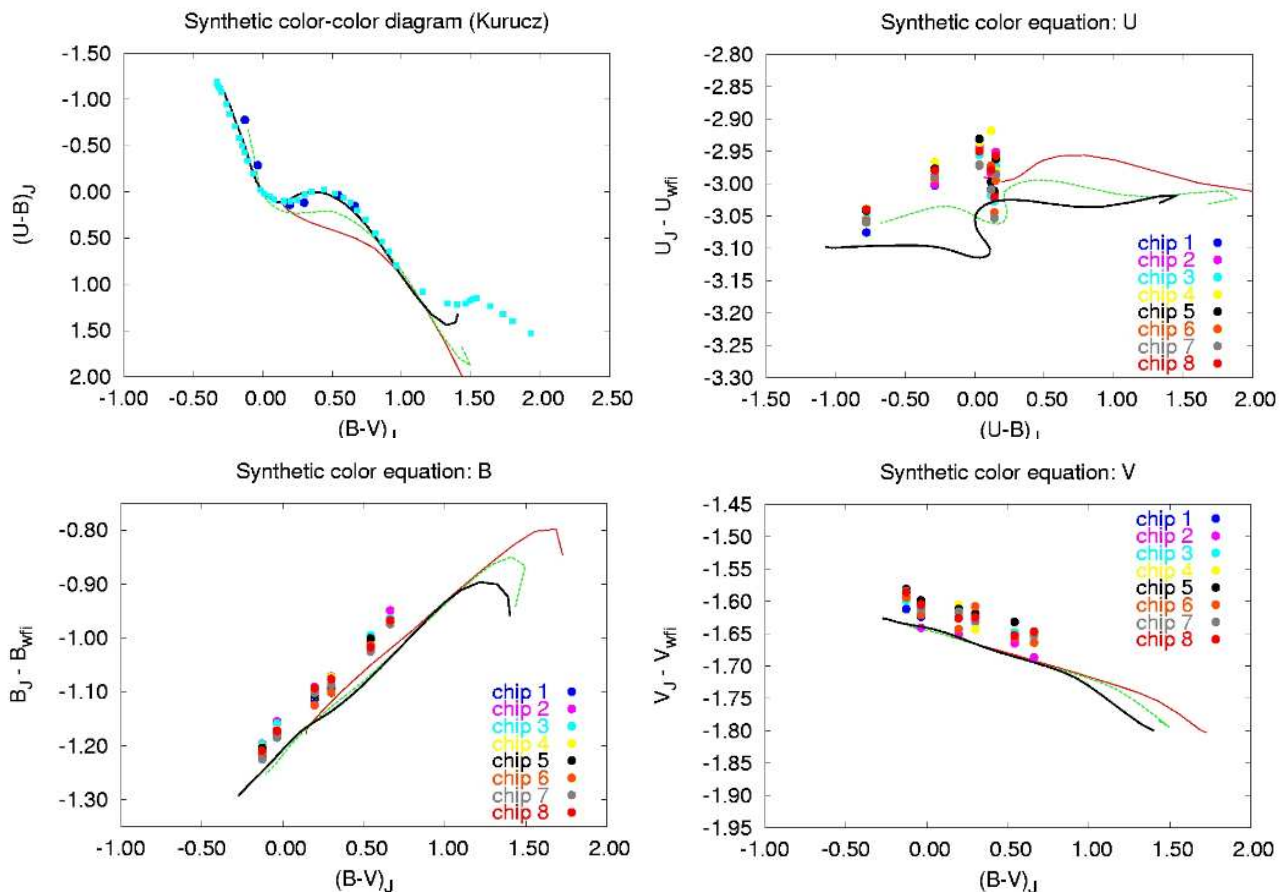 Synthetic color-color diagram (Kurucz)
-1.50
-1.00
-0.50
0.00
0.50
1.00
1.50
2.00
(U-B)J
-1.00 -0.50 0.00 0.50 1.00 1.50 2.00 2.50
(B-V)J
Synthetic color equation: U
-2.80
-2.85
-2.90
-2.95
-3.00
-3.05
-3.10
-3.15
-3.20
-3.25
-3.30
UJ - Uwfi
chip 1
chip 2
chip 3
chip 4
chip 5
chip 6
chip 7
chip 8
-1.50 -1.00 -0.50 0.00 0.50 1.00 1.50 2.00
(U-B)J
Synthetic color equation: B
-0.80
-0.90
-1.00
-1.10
-1.20
-1.30
BJ - Bwfi
chip 1
chip 2
chip 3
chip 4
chip 5
chip 6
chip 7
chip 8
-1.00 -0.50 0.00 0.50 1.00 1.50 2.00
(B-V)J
Synthetic color equation: V
-1.45
-1.50
-1.55
-1.60
-1.65
-1.70
-1.75
-1.80
-1.85
-1.90
-1.95
VJ - Vwfi
chip 1
chip 2
chip 3
chip 4
chip 5
chip 6
chip 7
chip 8
-1.00 -0.50 0.00 0.50 1.00 1.50 2.00
(B-V)J